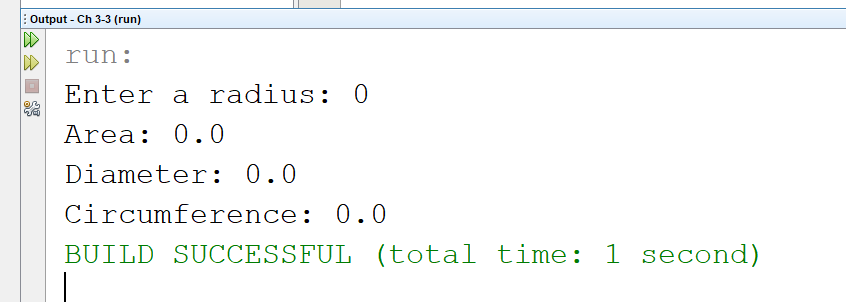 Output - Ch 3-3 (run)
run:
Enter a radius: 0
Area: 0.0
Diameter: 0.0
Circumference: 0.0
BUILD SUCCESSFUL (total time: 1 second)